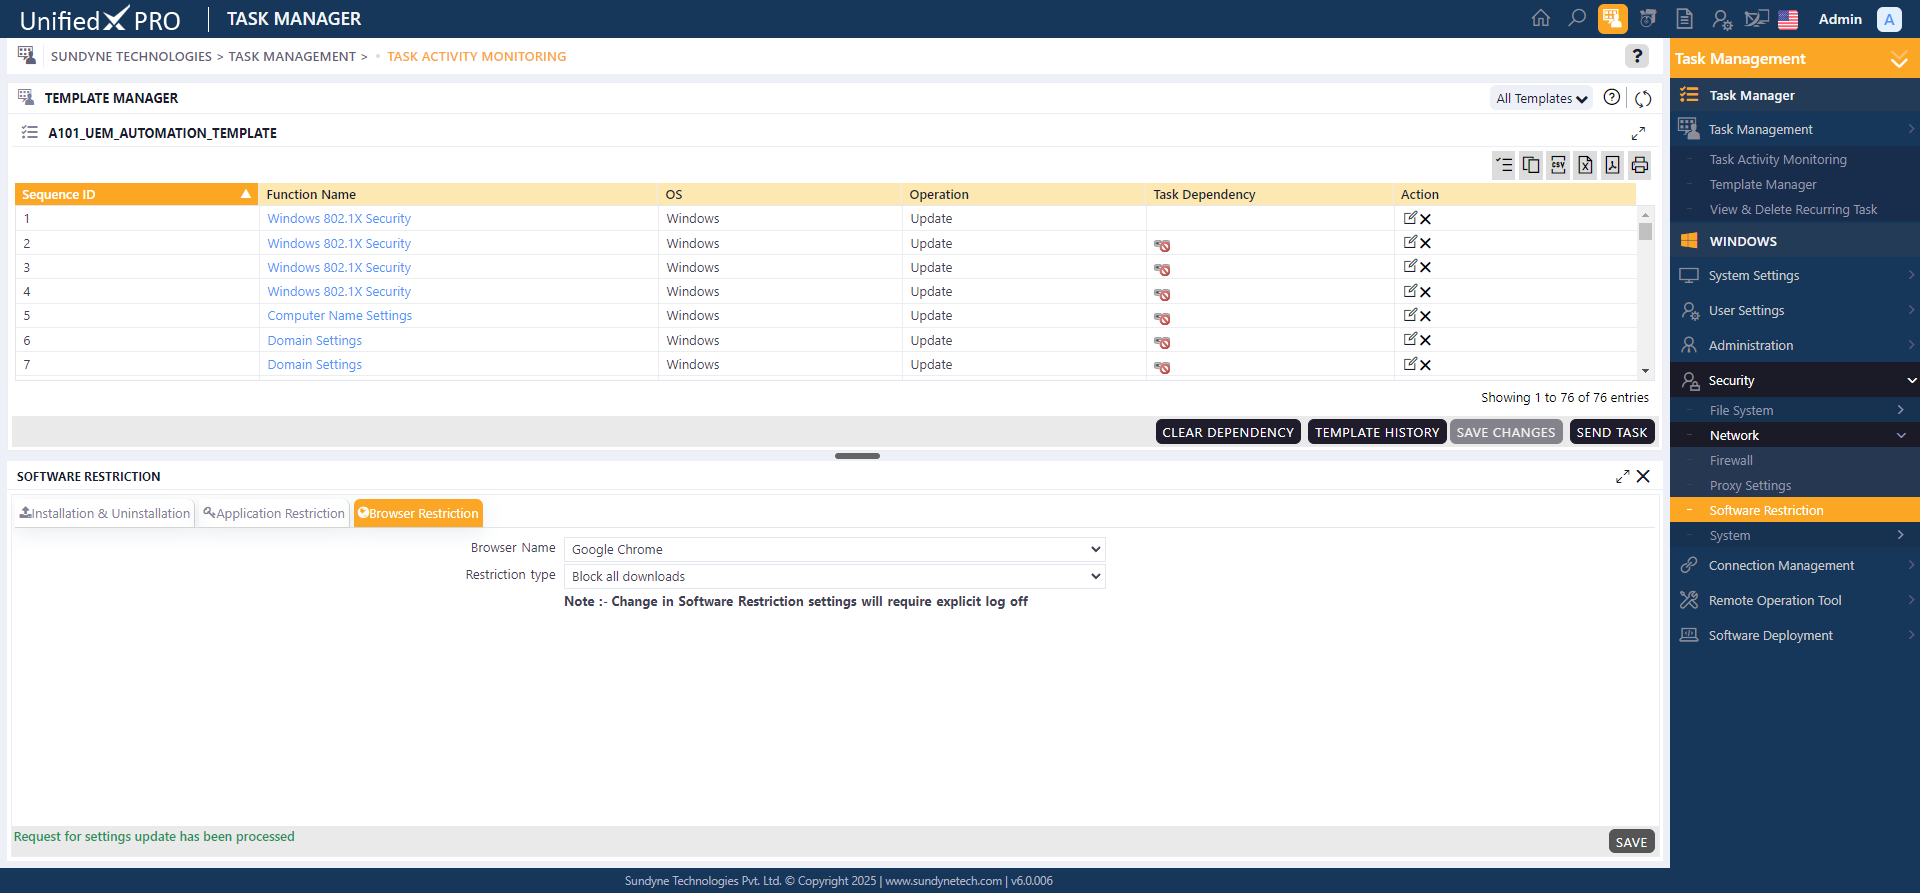 UnifiedX PRO
TASK MANAGER
Admin
A
SUNDYNE TECHNOLOGIES > TASK MANAGEMENT > • TASK ACTIVITY MONITORING
?
TEMPLATE MANAGER
All Templates
?
A101_UEM_AUTOMATION_TEMPLATE
CSV
Sequence ID Function Name OS Operation Task Dependency Action
1 Windows 802.1X Security Windows Update
2 Windows 802.1X Security Windows Update
3 Windows 802.1X Security Windows Update
4 Windows 802.1X Security Windows Update
5 Computer Name Settings Windows Update
6 Domain Settings Windows Update
7 Domain Settings Windows Update
Showing 1 to 76 of 76 entries
CLEAR DEPENDENCY TEMPLATE HISTORY SAVE CHANGES SEND TASK
SOFTWARE RESTRICTION
Installation & Uninstallation Application Restriction Browser Restriction
Browser Name Google Chrome
Restriction type Block all downloads
Note :- Change in Software Restriction settings will require explicit log off
Request for settings update has been processed
SAVE
Task Management
Task Manager
Task Management
Task Activity Monitoring
Template Manager
View & Delete Recurring Task
WINDOWS
System Settings
User Settings
Administration
Security
File System
Network
Firewall
Proxy Settings
Software Restriction
System
Connection Management
Remote Operation Tool
Software Deployment
Sundyne Technologies Pvt. Ltd. © Copyright 2025 | www.sundynetech.com | v6.0.006